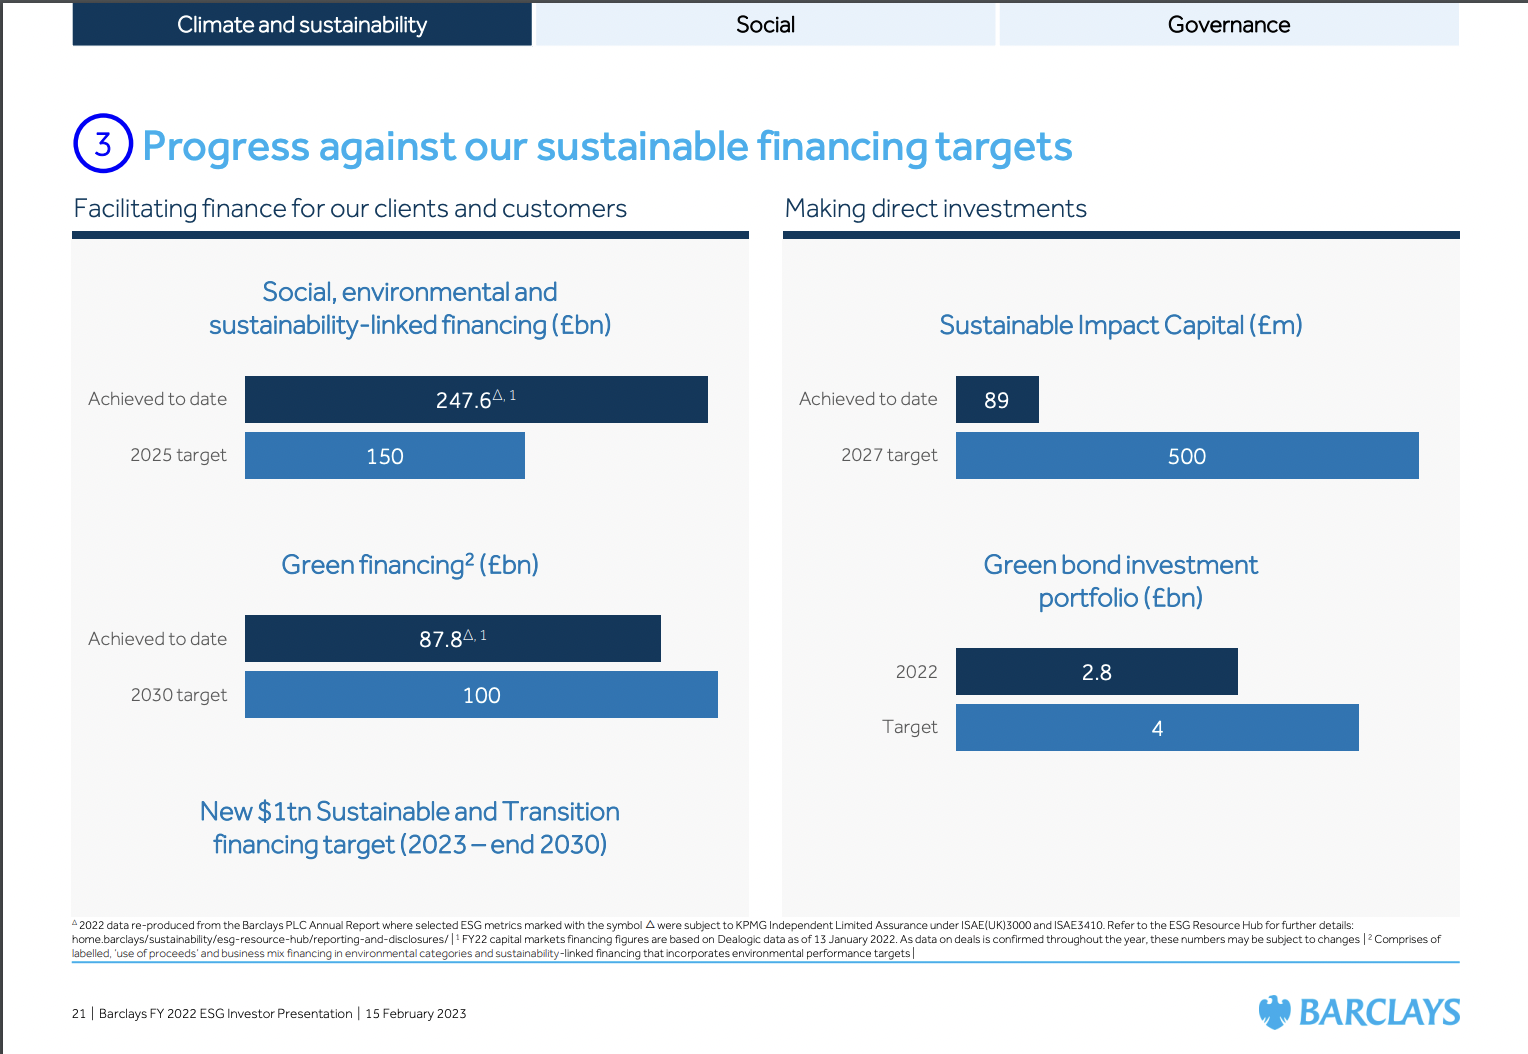 Climate and sustainability
Social
Governance
3 Progress against our sustainable financing targets
Facilitating finance for our clients and customers
Social, environmental and
sustainability-linked financing (£bn)
Achieved to date
247.6△, 1
2025 target
150
Green financing² (£bn)
Achieved to date
87.8△, 1
2030 target
100
New $1tn Sustainable and Transition
financing target (2023 – end 2030)
Making direct investments
Sustainable Impact Capital (£m)
Achieved to date
89
2027 target
500
Green bond investment
portfolio (£bn)
2022
2.8
Target
4
△ 2022 data re-produced from the Barclays PLC Annual Report where selected ESG metrics marked with the symbol △ were subject to KPMG Independent Limited Assurance under ISAE(UK)3000 and ISAE3410. Refer to the ESG Resource Hub for further details:
home.barclays/sustainability/esg-resource-hub/reporting-and-disclosures/ | ¹ FY22 capital markets financing figures are based on Dealogic data as of 13 January 2022. As data on deals is confirmed throughout the year, these numbers may be subject to changes | ² Comprises of
labelled, 'use of proceeds' and business mix financing in environmental categories and sustainability-linked financing that incorporates environmental performance targets |
21 | Barclays FY 2022 ESG Investor Presentation | 15 February 2023
BARCLAYS